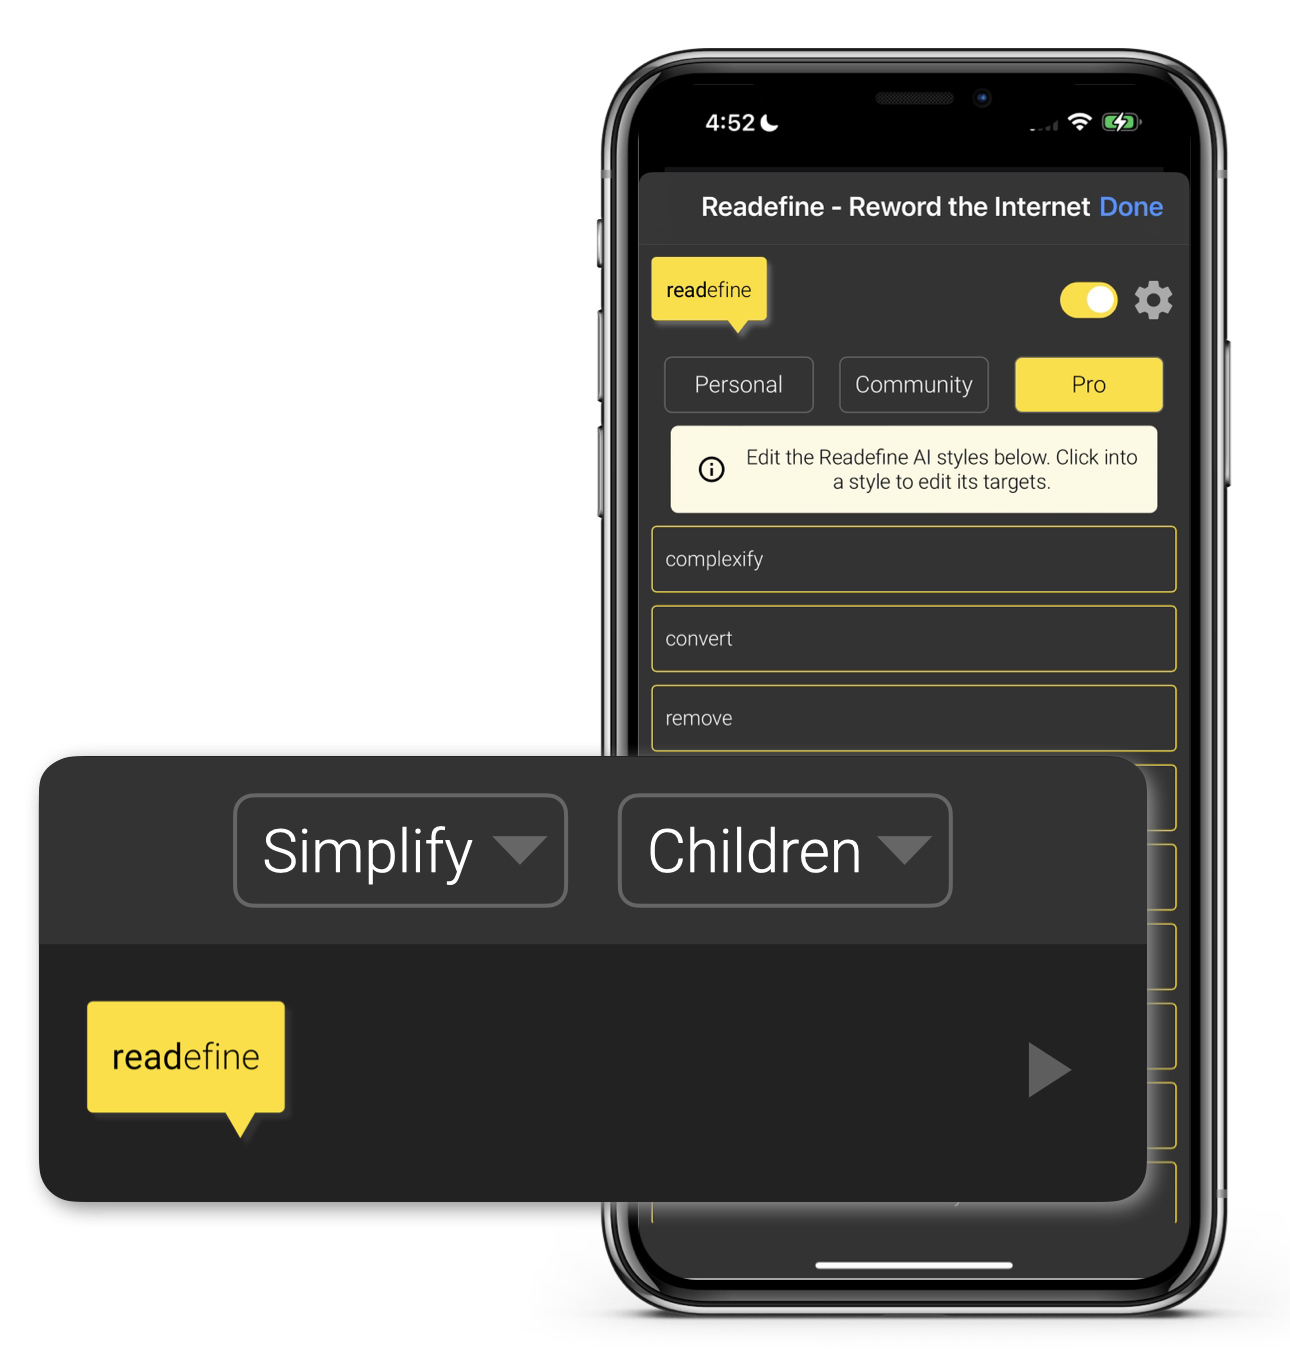 4:52
Readefine - Reword the Internet Done
readefine
Personal Community Pro
Edit the Readefine AI styles below. Click into
a style to edit its targets.
complexify
convert
remove
Simplify Children
readefine